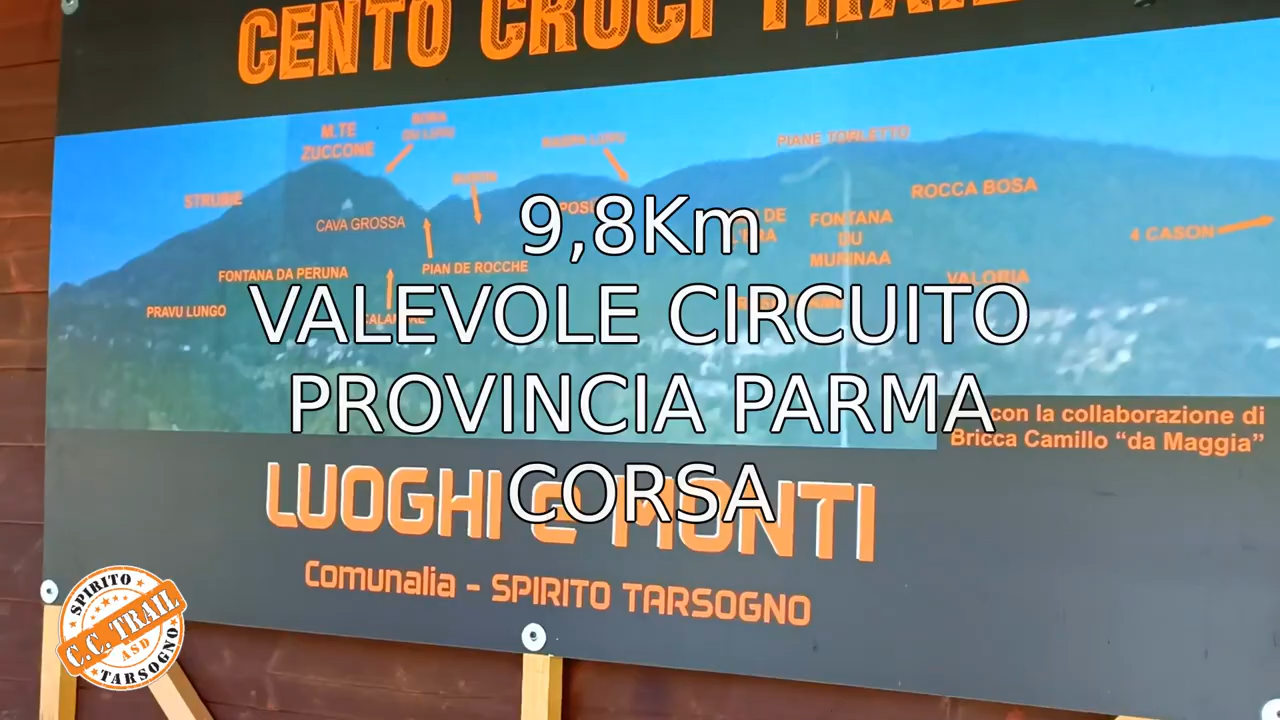 CENTO CROCI TRAIL
M.TE
ZUCCONE
STRUBIE
CAVA GROSSA
FONTANA DA PERUNA
PIAN DE ROCCHE
PRAVU LUNGO
PIANE TORLETTO
ROCCA BOSA
FONTANA
DU
MURINAA
4 CASON
VALORIA
9,8Km
VALEVOLE CIRCUITO
PROVINCIA PARMA
CORSA
con la collaborazione di
Bricca Camillo “da Maggia”
LUOGHI e MONTI
Comunalia - SPIRITO TARSOGNO
SPIRITO
C.C. TRAIL
ASD
TARSOGNO